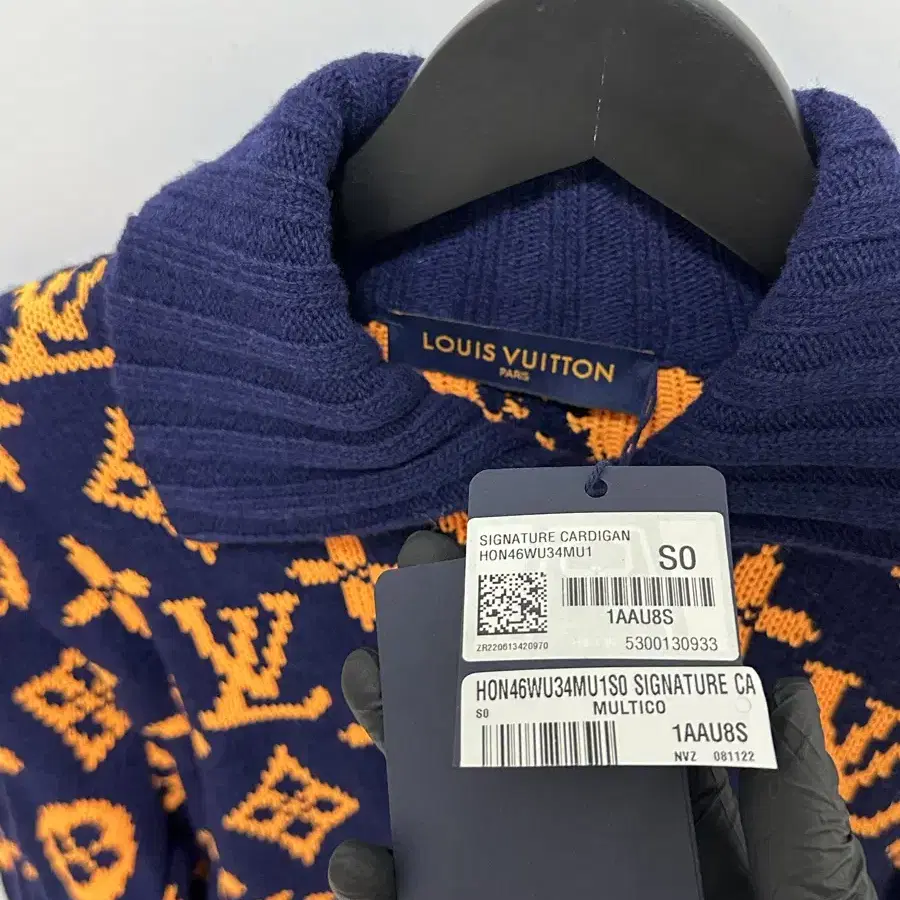 LOUIS VUITTON
PARIS
SIGNATURE CARDIGAN
HON46WU34MU1
S0
1AAU8S
ZR220613420970
5300130933
HON46WU34MU1S0 SIGNATURE CA
S0
MULTICO
1AAU8S
NVZ 081122